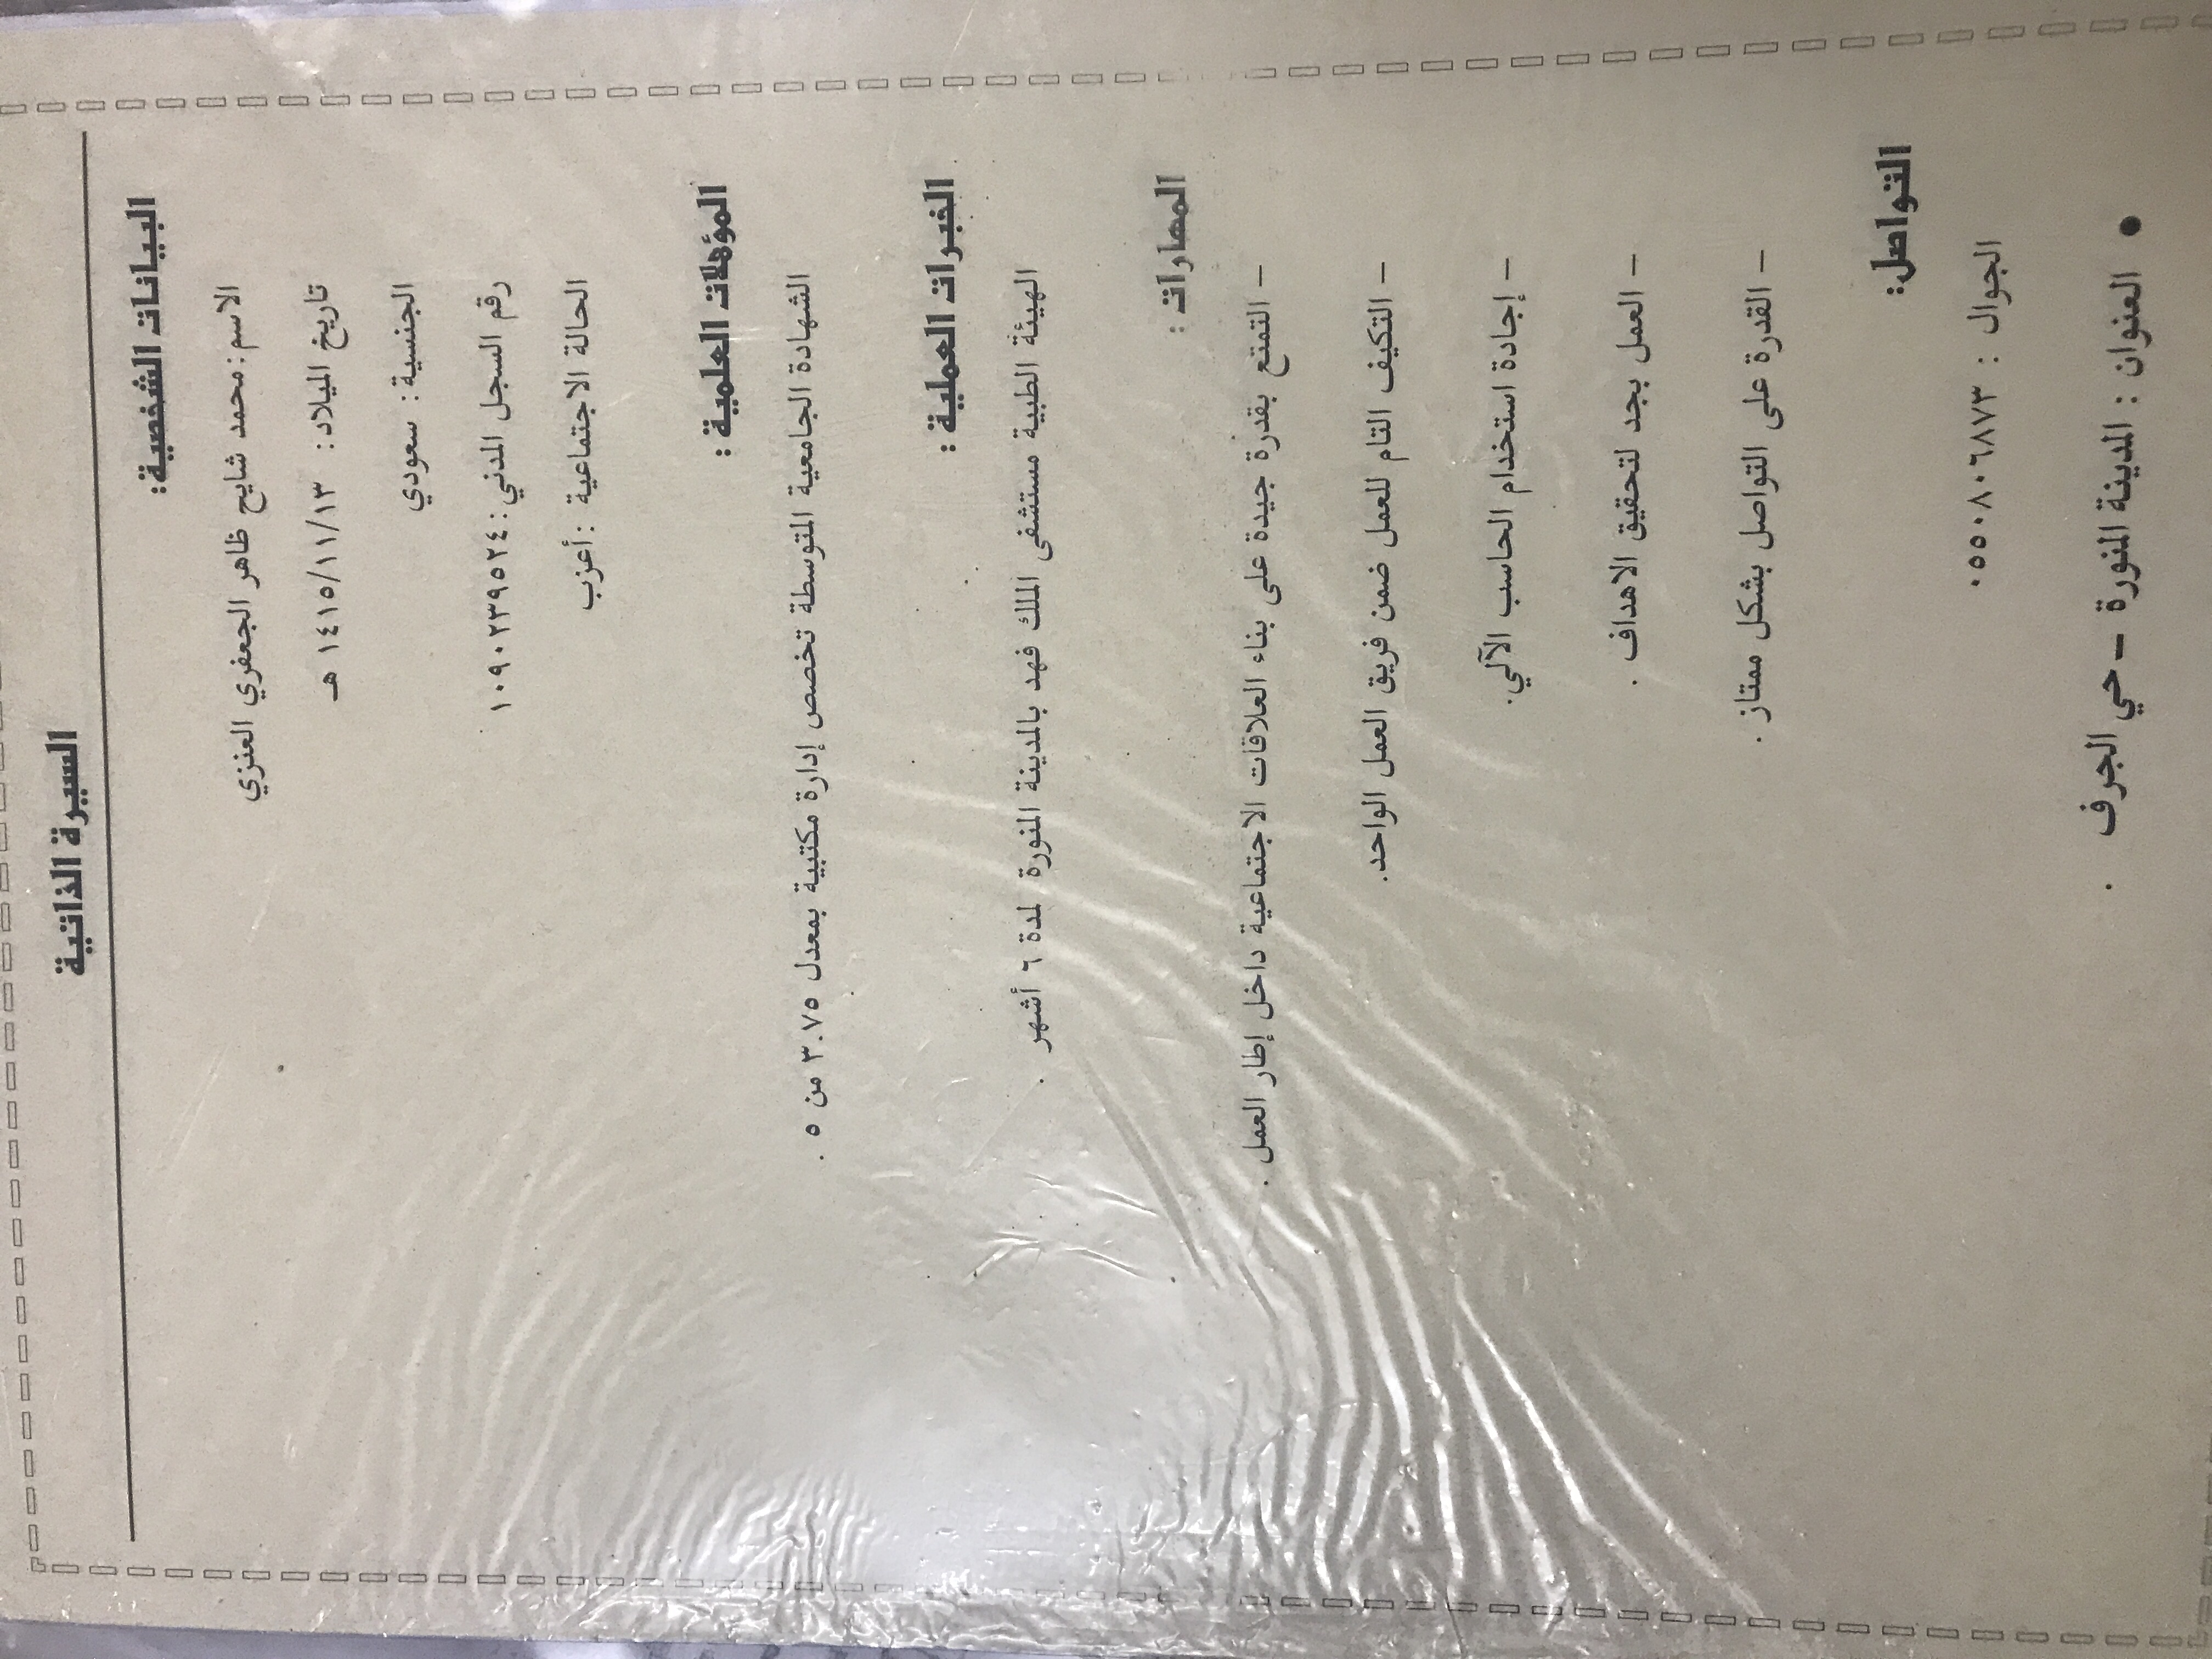 السيرة الذاتية
البيانات الشخصية:
الاسم: محمد شايح ظاهر الجعفري العنزي
تاريخ الميلاد: ١٤١٥/١١/١٣ هـ
الجنسية: سعودي
رقم السجل المدني: ١٠٩٠٢٣٩٥٢٤
الحالة الاجتماعية : أعزب
المؤهلات العلمية :
الشهادة الجامعية المتوسطة تخصص إدارة مكتبية بمعدل ٣.٧٥ من ٥ .
الخبرات العملية :
الهيئة الطبية مستشفى الملك فهد بالمدينة المنورة لمدة ٦ أشهر .
المهارات :
– التمتع بقدرة جيدة على بناء العلاقات الاجتماعية داخل إطار العمل .
– التكيف التام للعمل ضمن فريق العمل الواحد.
– إجادة استخدام الحاسب الآلي.
– العمل بجد لتحقيق الاهداف .
– القدرة على التواصل بشكل ممتاز .
التواصل:
الجوال : ٠٥٥٠٨٠٦٨٧٣
● العنوان : المدينة المنورة – حي الجرف .